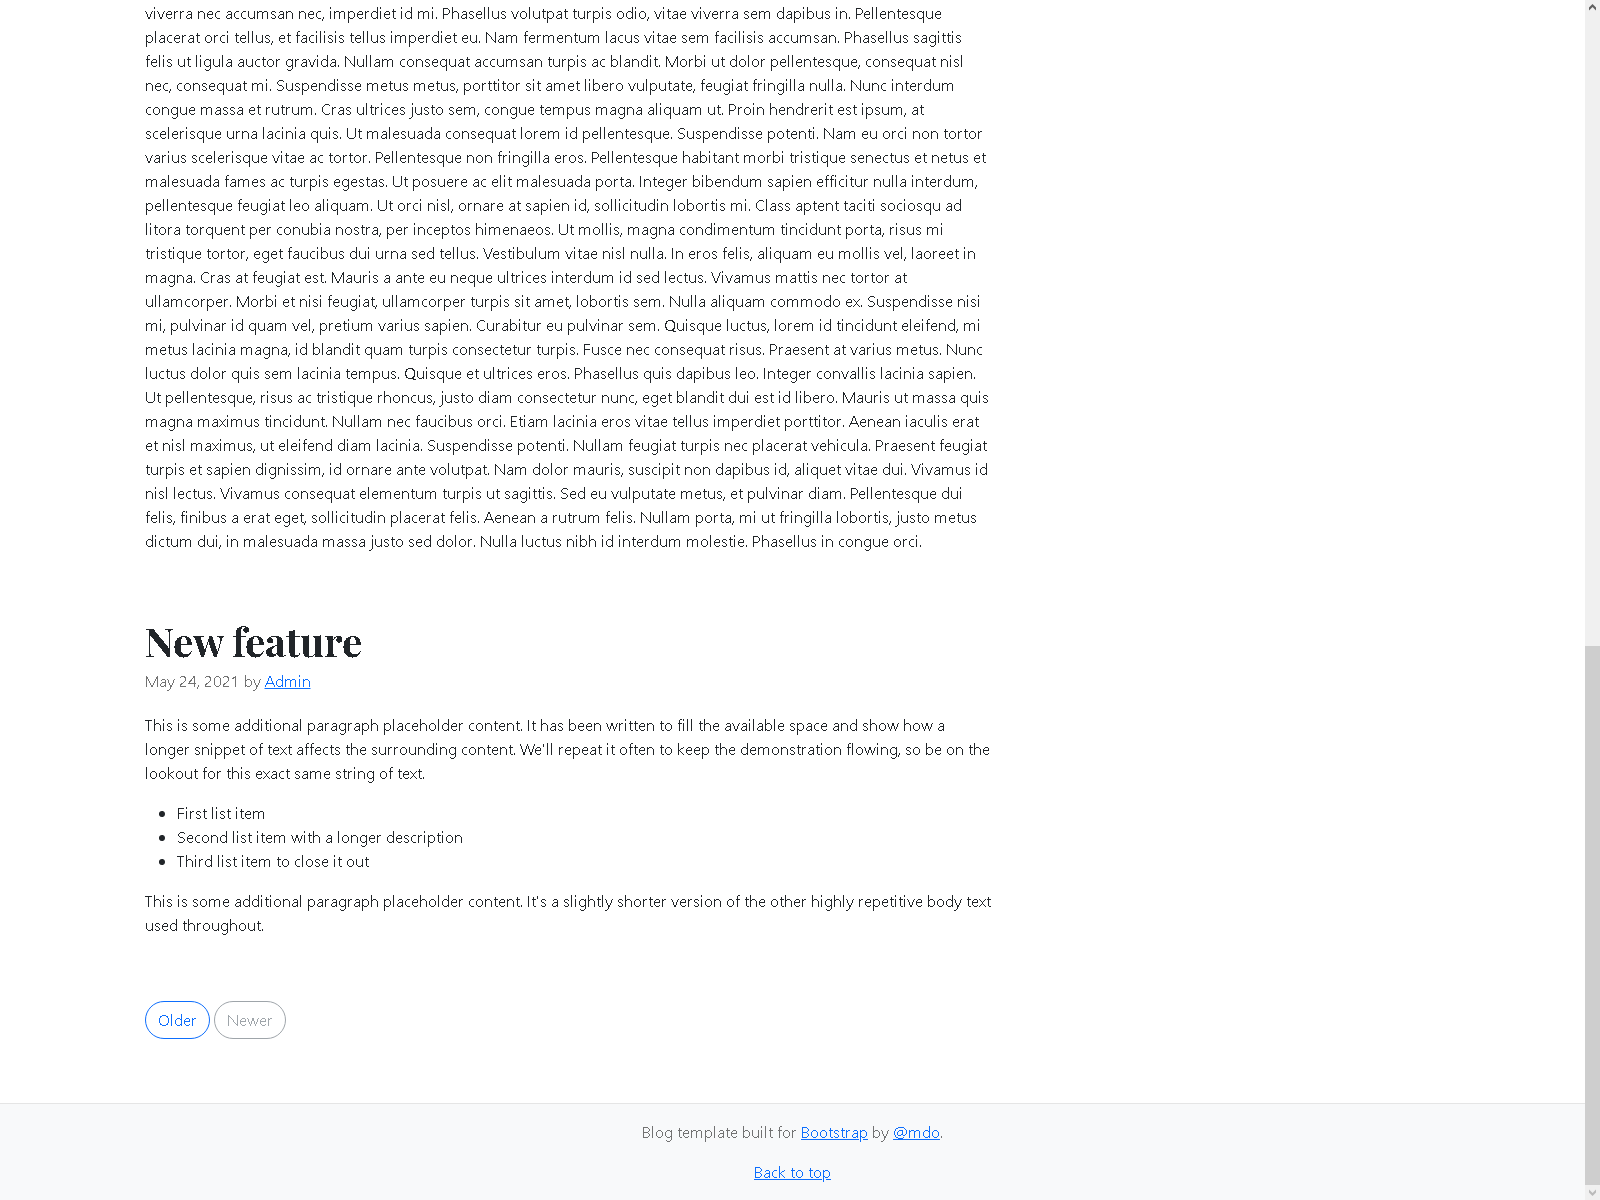 viverra nec accumsan nec, imperdiet id mi. Phasellus volutpat turpis odio, vitae viverra sem dapibus in. Pellentesque
placerat orci tellus, et facilisis tellus imperdiet eu. Nam fermentum lacus vitae sem facilisis accumsan. Phasellus sagittis
felis ut ligula auctor gravida. Nullam consequat accumsan turpis ac blandit. Morbi ut dolor pellentesque, consequat nisl
nec, consequat mi. Suspendisse metus metus, porttitor sit amet libero vulputate, feugiat fringilla nulla. Nunc interdum
congue massa et rutrum. Cras ultrices justo sem, congue tempus magna aliquam ut. Proin hendrerit est ipsum, at
scelerisque urna lacinia quis. Ut malesuada consequat lorem id pellentesque. Suspendisse potenti. Nam eu orci non tortor
varius scelerisque vitae ac tortor. Pellentesque non fringilla eros. Pellentesque habitant morbi tristique senectus et netus et
malesuada fames ac turpis egestas. Ut posuere ac elit malesuada porta. Integer bibendum sapien efficitur nulla interdum,
pellentesque feugiat leo aliquam. Ut orci nisl, ornare at sapien id, sollicitudin lobortis mi. Class aptent taciti sociosqu ad
litora torquent per conubia nostra, per inceptos himenaeos. Ut mollis, magna condimentum tincidunt porta, risus mi
tristique tortor, eget faucibus dui urna sed tellus. Vestibulum vitae nisl nulla. In eros felis, aliquam eu mollis vel, laoreet in
magna. Cras at feugiat est. Mauris a ante eu neque ultrices interdum id sed lectus. Vivamus mattis nec tortor at
ullamcorper. Morbi et nisi feugiat, ullamcorper turpis sit amet, lobortis sem. Nulla aliquam commodo ex. Suspendisse nisi
mi, pulvinar id quam vel, pretium varius sapien. Curabitur eu pulvinar sem. Quisque luctus, lorem id tincidunt eleifend, mi
metus lacinia magna, id blandit quam turpis consectetur turpis. Fusce nec consequat risus. Praesent at varius metus. Nunc
luctus dolor quis sem lacinia tempus. Quisque et ultrices eros. Phasellus quis dapibus leo. Integer convallis lacinia sapien.
Ut pellentesque, risus ac tristique rhoncus, justo diam consectetur nunc, eget blandit dui est id libero. Mauris ut massa quis
magna maximus tincidunt. Nullam nec faucibus orci. Etiam lacinia eros vitae tellus imperdiet porttitor. Aenean iaculis erat
et nisl maximus, ut eleifend diam lacinia. Suspendisse potenti. Nullam feugiat turpis nec placerat vehicula. Praesent feugiat
turpis et sapien dignissim, id ornare ante volutpat. Nam dolor mauris, suscipit non dapibus id, aliquet vitae dui. Vivamus id
nisl lectus. Vivamus consequat elementum turpis ut sagittis. Sed eu vulputate metus, et pulvinar diam. Pellentesque dui
felis, finibus a erat eget, sollicitudin placerat felis. Aenean a rutrum felis. Nullam porta, mi ut fringilla lobortis, justo metus
dictum dui, in malesuada massa justo sed dolor. Nulla luctus nibh id interdum molestie. Phasellus in congue orci.
New feature
May 24, 2021 by Admin
This is some additional paragraph placeholder content. It has been written to fill the available space and show how a
longer snippet of text affects the surrounding content. We'll repeat it often to keep the demonstration flowing, so be on the
lookout for this exact same string of text.
• First list item
• Second list item with a longer description
• Third list item to close it out
This is some additional paragraph placeholder content. It's a slightly shorter version of the other highly repetitive body text
used throughout.
Older Newer
Blog template built for Bootstrap by @mdo.
Back to top